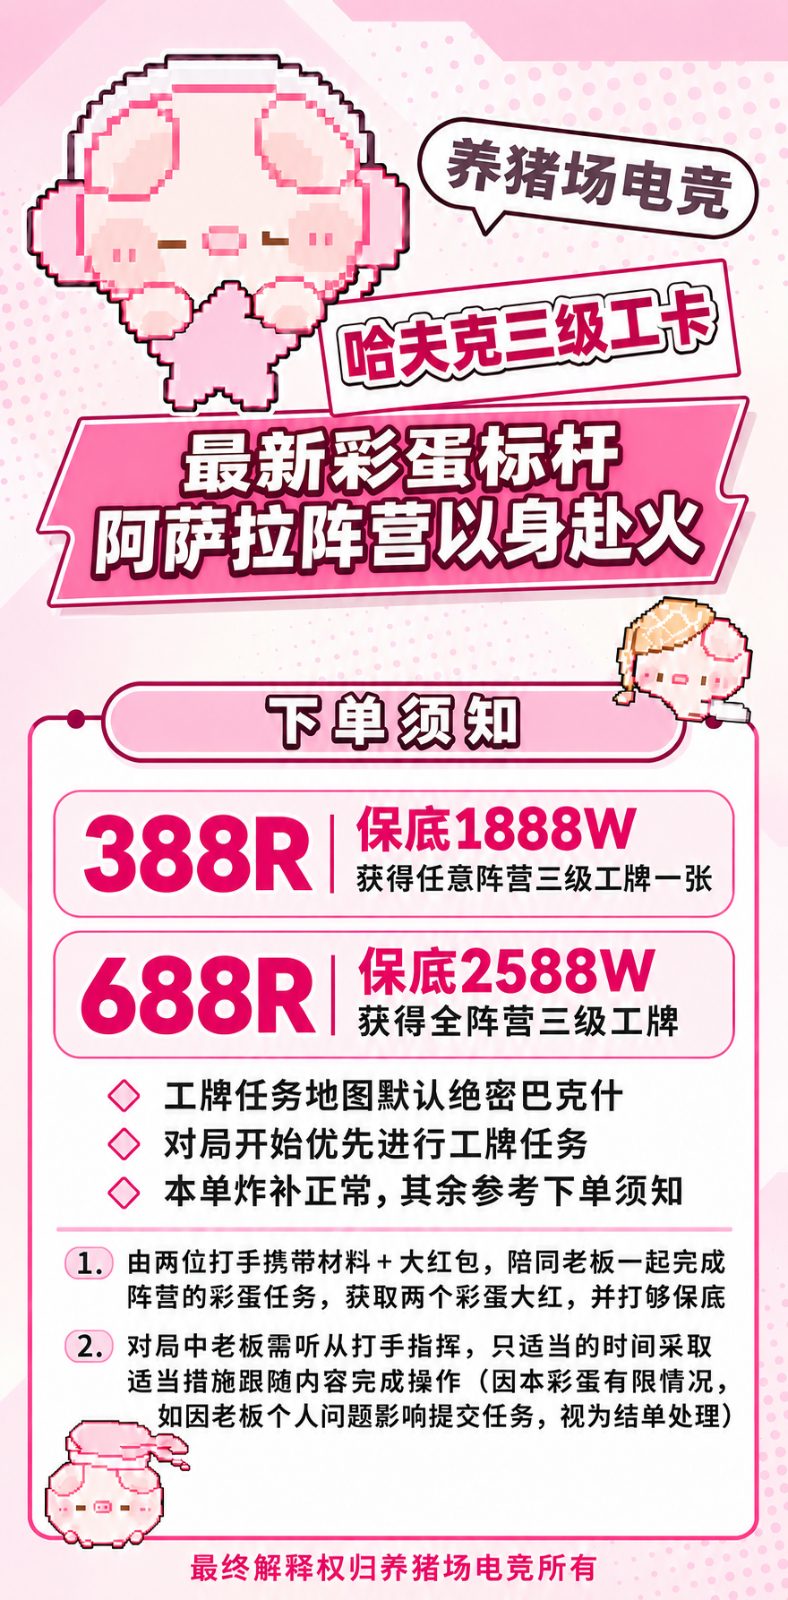 养猪场电竞
哈夫克三级工卡
最新彩蛋标杆
阿萨拉阵营以身赴火
下单须知
388R
保底1888W
获得任意阵营三级工牌一张
688R
保底2588W
获得全阵营三级工牌
工牌任务地图默认绝密巴克什
对局开始优先进行工牌任务
本单炸补正常，其余参考下单须知
1. 由两位打手携带材料+大红包，陪同老板一起完成
阵营的彩蛋任务，获取两个彩蛋大红，并打够保底
2. 对局中老板需听从打手指挥，只适当的时间采取
适当措施跟随内容完成操作（因本彩蛋有限情况，
如因老板个人问题影响提交任务，视为结单处理）
最终解释权归养猪场电竞所有